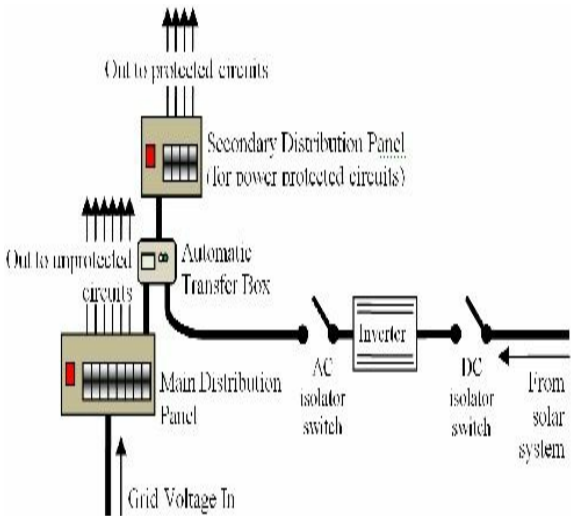 Out to protected circuits
Secondary Distribution Panel
(for power protected circuits)
Out to unprotected
circuits
Automatic
Transfer Box
Inverter
Main Distribution
Panel
AC
isolator
switch
DC
isolator
switch
From
solar
system
Grid Voltage In